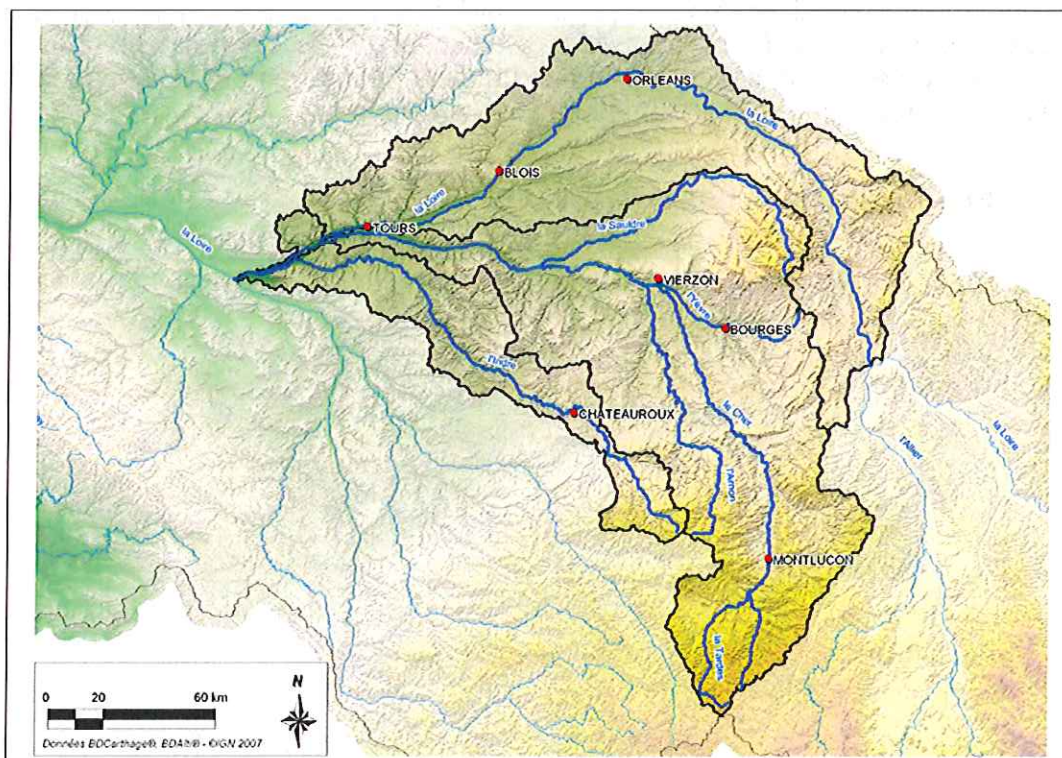 ORLEANS
la Loire
BLOIS
la Loire
TOURS
la Sauldre
la Loire
VIERZON
l'Yèvre
BOURGES
l'Indre
CHATEAUROUX
le Cher
l'Arnon
l'Allier
la Loire
MONTLUCON
la Tardes
0 20 60 km
N
Données BDCarthage®, BDAlti® - ©IGN 2007